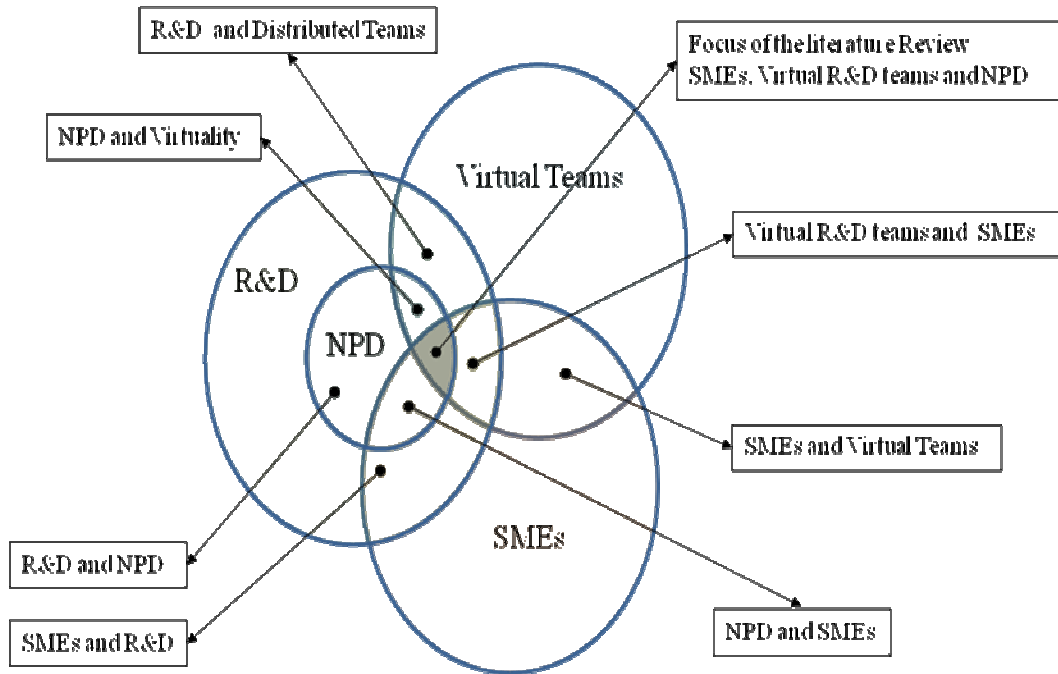 R&D and Distributed Teams
Focus of the literature Review
SMEs, Virtual R&D teams and NPD
NPD and Virtuality
Virtual Teams
Virtual R&D teams and SMEs
R&D
NPD
SMEs and Virtual Teams
SMEs
R&D and NPD
NPD and SMEs
SMEs and R&D